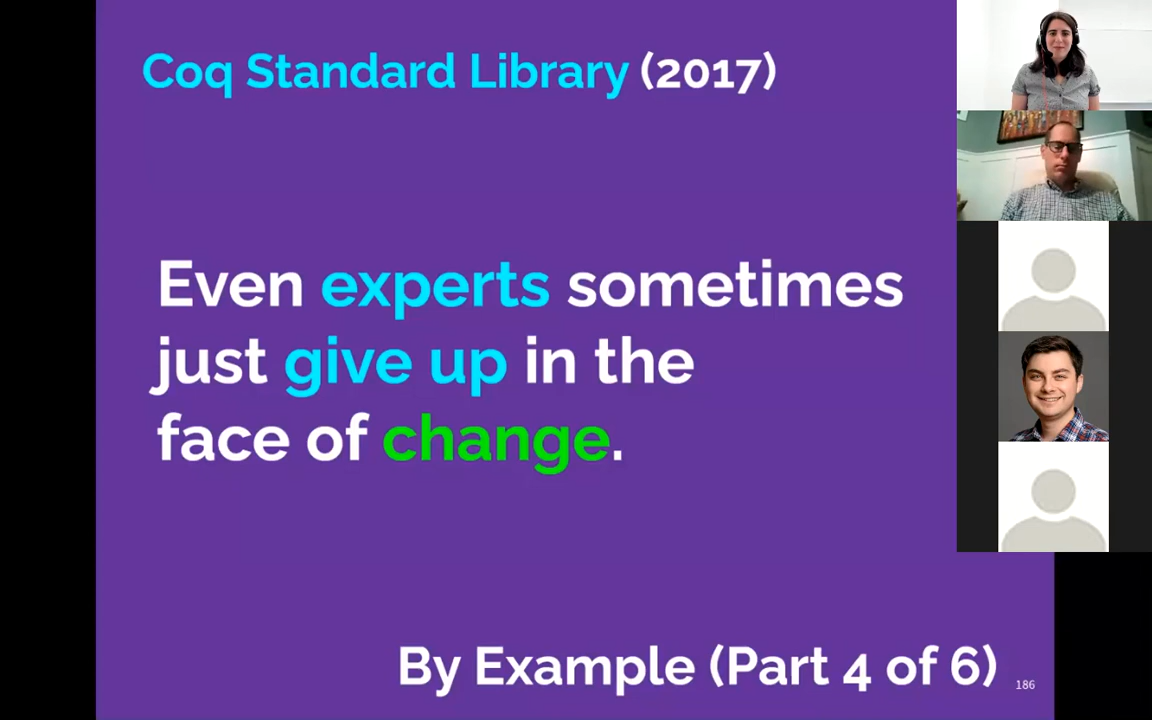 Coq Standard Library (2017)
Even experts sometimes
just give up in the
face of change.
By Example (Part 4 of 6)
186